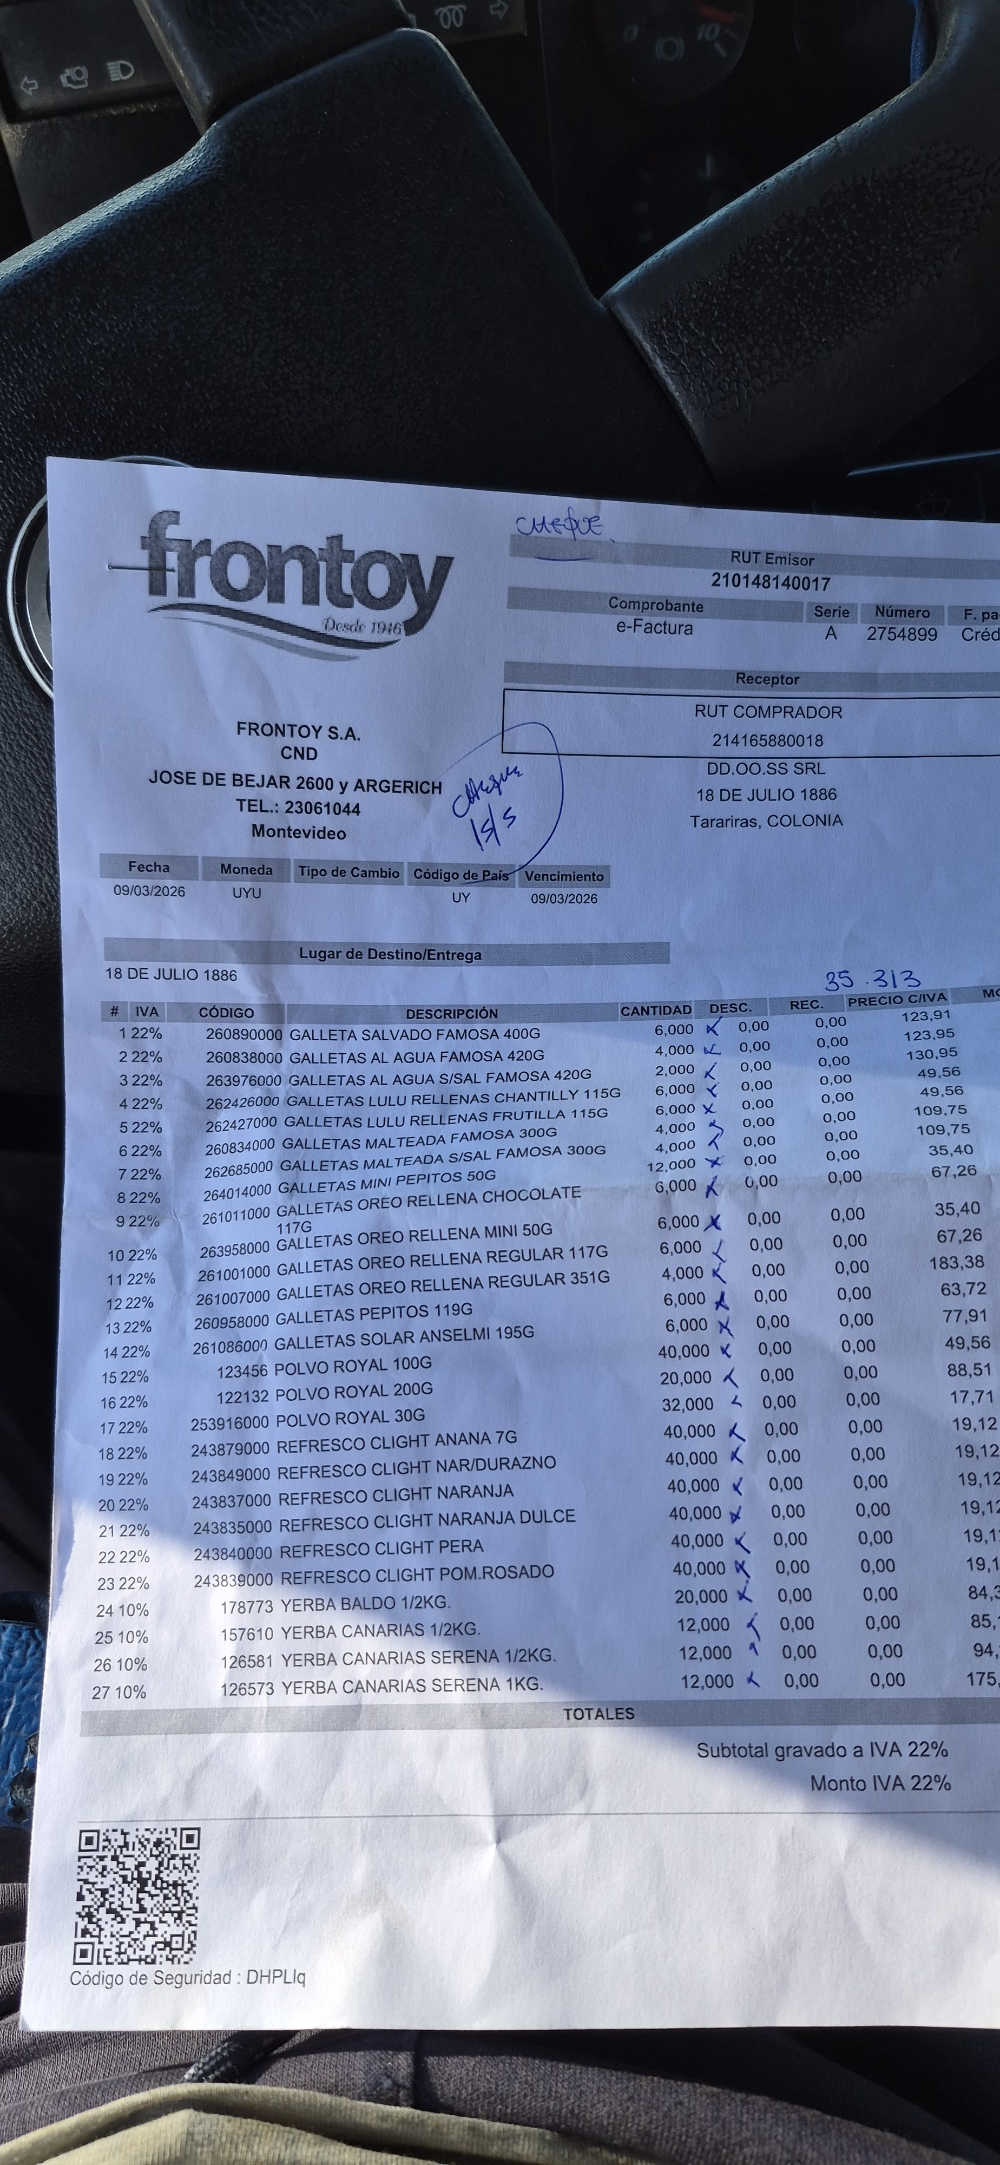 CHEQUE
frontoy
Desde 1946
RUT Emisor
210148140017
Comprobante Serie Número F. pa
e-Factura A 2754899 Créd
Receptor
RUT COMPRADOR
214165880018
DD.OO.SS SRL
18 DE JULIO 1886
Tarariras, COLONIA
FRONTOY S.A.
CND
JOSE DE BEJAR 2600 y ARGERICH
TEL.: 23061044
Montevideo
cheque
15/5
Fecha Moneda Tipo de Cambio Código de País Vencimiento
09/03/2026 UYU UY 09/03/2026
Lugar de Destino/Entrega
18 DE JULIO 1886
35.313
# IVA CÓDIGO DESCRIPCIÓN CANTIDAD DESC. REC. PRECIO C/IVA MO
1 22% 260890000 GALLETA SALVADO FAMOSA 400G 6,000 0,00 0,00 123,91
2 22% 260838000 GALLETAS AL AGUA FAMOSA 420G 4,000 0,00 0,00 123,95
3 22% 263976000 GALLETAS AL AGUA S/SAL FAMOSA 420G 2,000 0,00 0,00 130,95
4 22% 262426000 GALLETAS LULU RELLENAS CHANTILLY 115G 6,000 0,00 0,00 49,56
5 22% 262427000 GALLETAS LULU RELLENAS FRUTILLA 115G 6,000 0,00 0,00 49,56
6 22% 260834000 GALLETAS MALTEADA FAMOSA 300G 4,000 0,00 0,00 109,75
7 22% 262685000 GALLETAS MALTEADA S/SAL FAMOSA 300G 4,000 0,00 0,00 109,75
8 22% 264014000 GALLETAS MINI PEPITOS 50G 12,000 0,00 0,00 35,40
9 22% 261011000 GALLETAS OREO RELLENA CHOCOLATE 6,000 0,00 0,00 67,26
117G
10 22% 263958000 GALLETAS OREO RELLENA MINI 50G 6,000 0,00 0,00 35,40
11 22% 261001000 GALLETAS OREO RELLENA REGULAR 117G 6,000 0,00 0,00 67,26
12 22% 261007000 GALLETAS OREO RELLENA REGULAR 351G 4,000 0,00 0,00 183,38
13 22% 260958000 GALLETAS PEPITOS 119G 6,000 0,00 0,00 63,72
14 22% 261086000 GALLETAS SOLAR ANSELMI 195G 6,000 0,00 0,00 77,91
15 22% 123456 POLVO ROYAL 100G 40,000 0,00 0,00 49,56
16 22% 122132 POLVO ROYAL 200G 20,000 0,00 0,00 88,51
17 22% 253916000 POLVO ROYAL 30G 32,000 0,00 0,00 17,71
18 22% 243879000 REFRESCO CLIGHT ANANA 7G 40,000 0,00 0,00 19,12
19 22% 243849000 REFRESCO CLIGHT NAR/DURAZNO 40,000 0,00 0,00 19,12
20 22% 243837000 REFRESCO CLIGHT NARANJA 40,000 0,00 0,00 19,12
21 22% 243835000 REFRESCO CLIGHT NARANJA DULCE 40,000 0,00 0,00 19,12
22 22% 243840000 REFRESCO CLIGHT PERA 40,000 0,00 0,00 19,1
23 22% 243839000 REFRESCO CLIGHT POM.ROSADO 40,000 0,00 0,00 19,1
24 10% 178773 YERBA BALDO 1/2KG. 20,000 0,00 0,00 84,3
25 10% 157610 YERBA CANARIAS 1/2KG. 12,000 0,00 0,00 85,
26 10% 126581 YERBA CANARIAS SERENA 1/2KG. 12,000 0,00 0,00 94,
27 10% 126573 YERBA CANARIAS SERENA 1KG. 12,000 0,00 0,00 175,
TOTALES
Subtotal gravado a IVA 22%
Monto IVA 22%